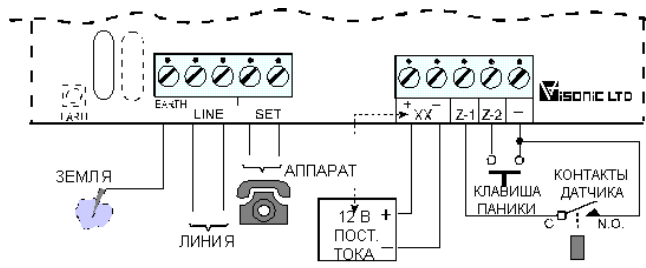 EARTH
EARTH
LINE
SET
+ XX - Z-1 Z-2 -
VISONIC LTD
ЗЕМЛЯ
ЛИНИЯ
АППАРАТ
12 В
ПОСТ.
ТОКА
+
-
КЛАВИША
ПАНИКИ
КОНТАКТЫ
ДАТЧИКА
C
N.O.